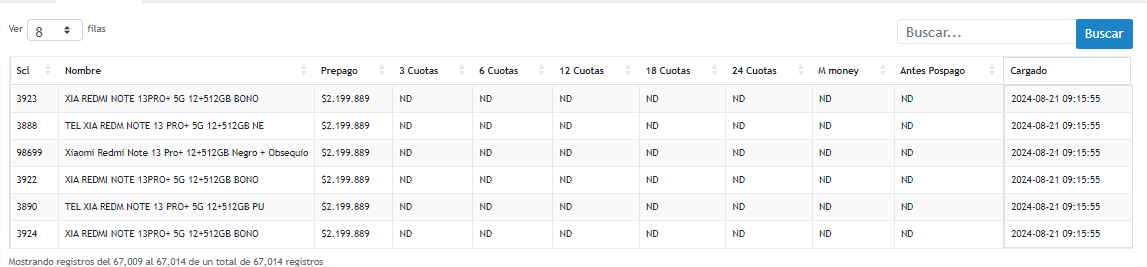 Ver 8 filas
Buscar... Buscar
Scl Nombre Prepago 3 Cuotas 6 Cuotas 12 Cuotas 18 Cuotas 24 Cuotas M money Antes Pospago Cargado
3923 XIA REDMI NOTE 13PRO+ 5G 12+512GB BONO $2.199.889 ND ND ND ND ND ND ND 2024-08-21 09:15:55
3888 TEL XIA REDM NOTE 13 PRO+ 5G 12+512GB NE $2.199.889 ND ND ND ND ND ND ND 2024-08-21 09:15:55
98699 Xiaomi Redmi Note 13 Pro+ 12+512GB Negro + Obsequio $2.199.889 ND ND ND ND ND ND ND 2024-08-21 09:15:55
3922 XIA REDMI NOTE 13PRO+ 5G 12+512GB BONO $2.199.889 ND ND ND ND ND ND ND 2024-08-21 09:15:55
3890 TEL XIA REDM NOTE 13 PRO+ 5G 12+512GB PU $2.199.889 ND ND ND ND ND ND ND 2024-08-21 09:15:55
3924 XIA REDMI NOTE 13PRO+ 5G 12+512GB BONO $2.199.889 ND ND ND ND ND ND ND 2024-08-21 09:15:55
Mostrando registros del 67,009 al 67,014 de un total de 67,014 registros